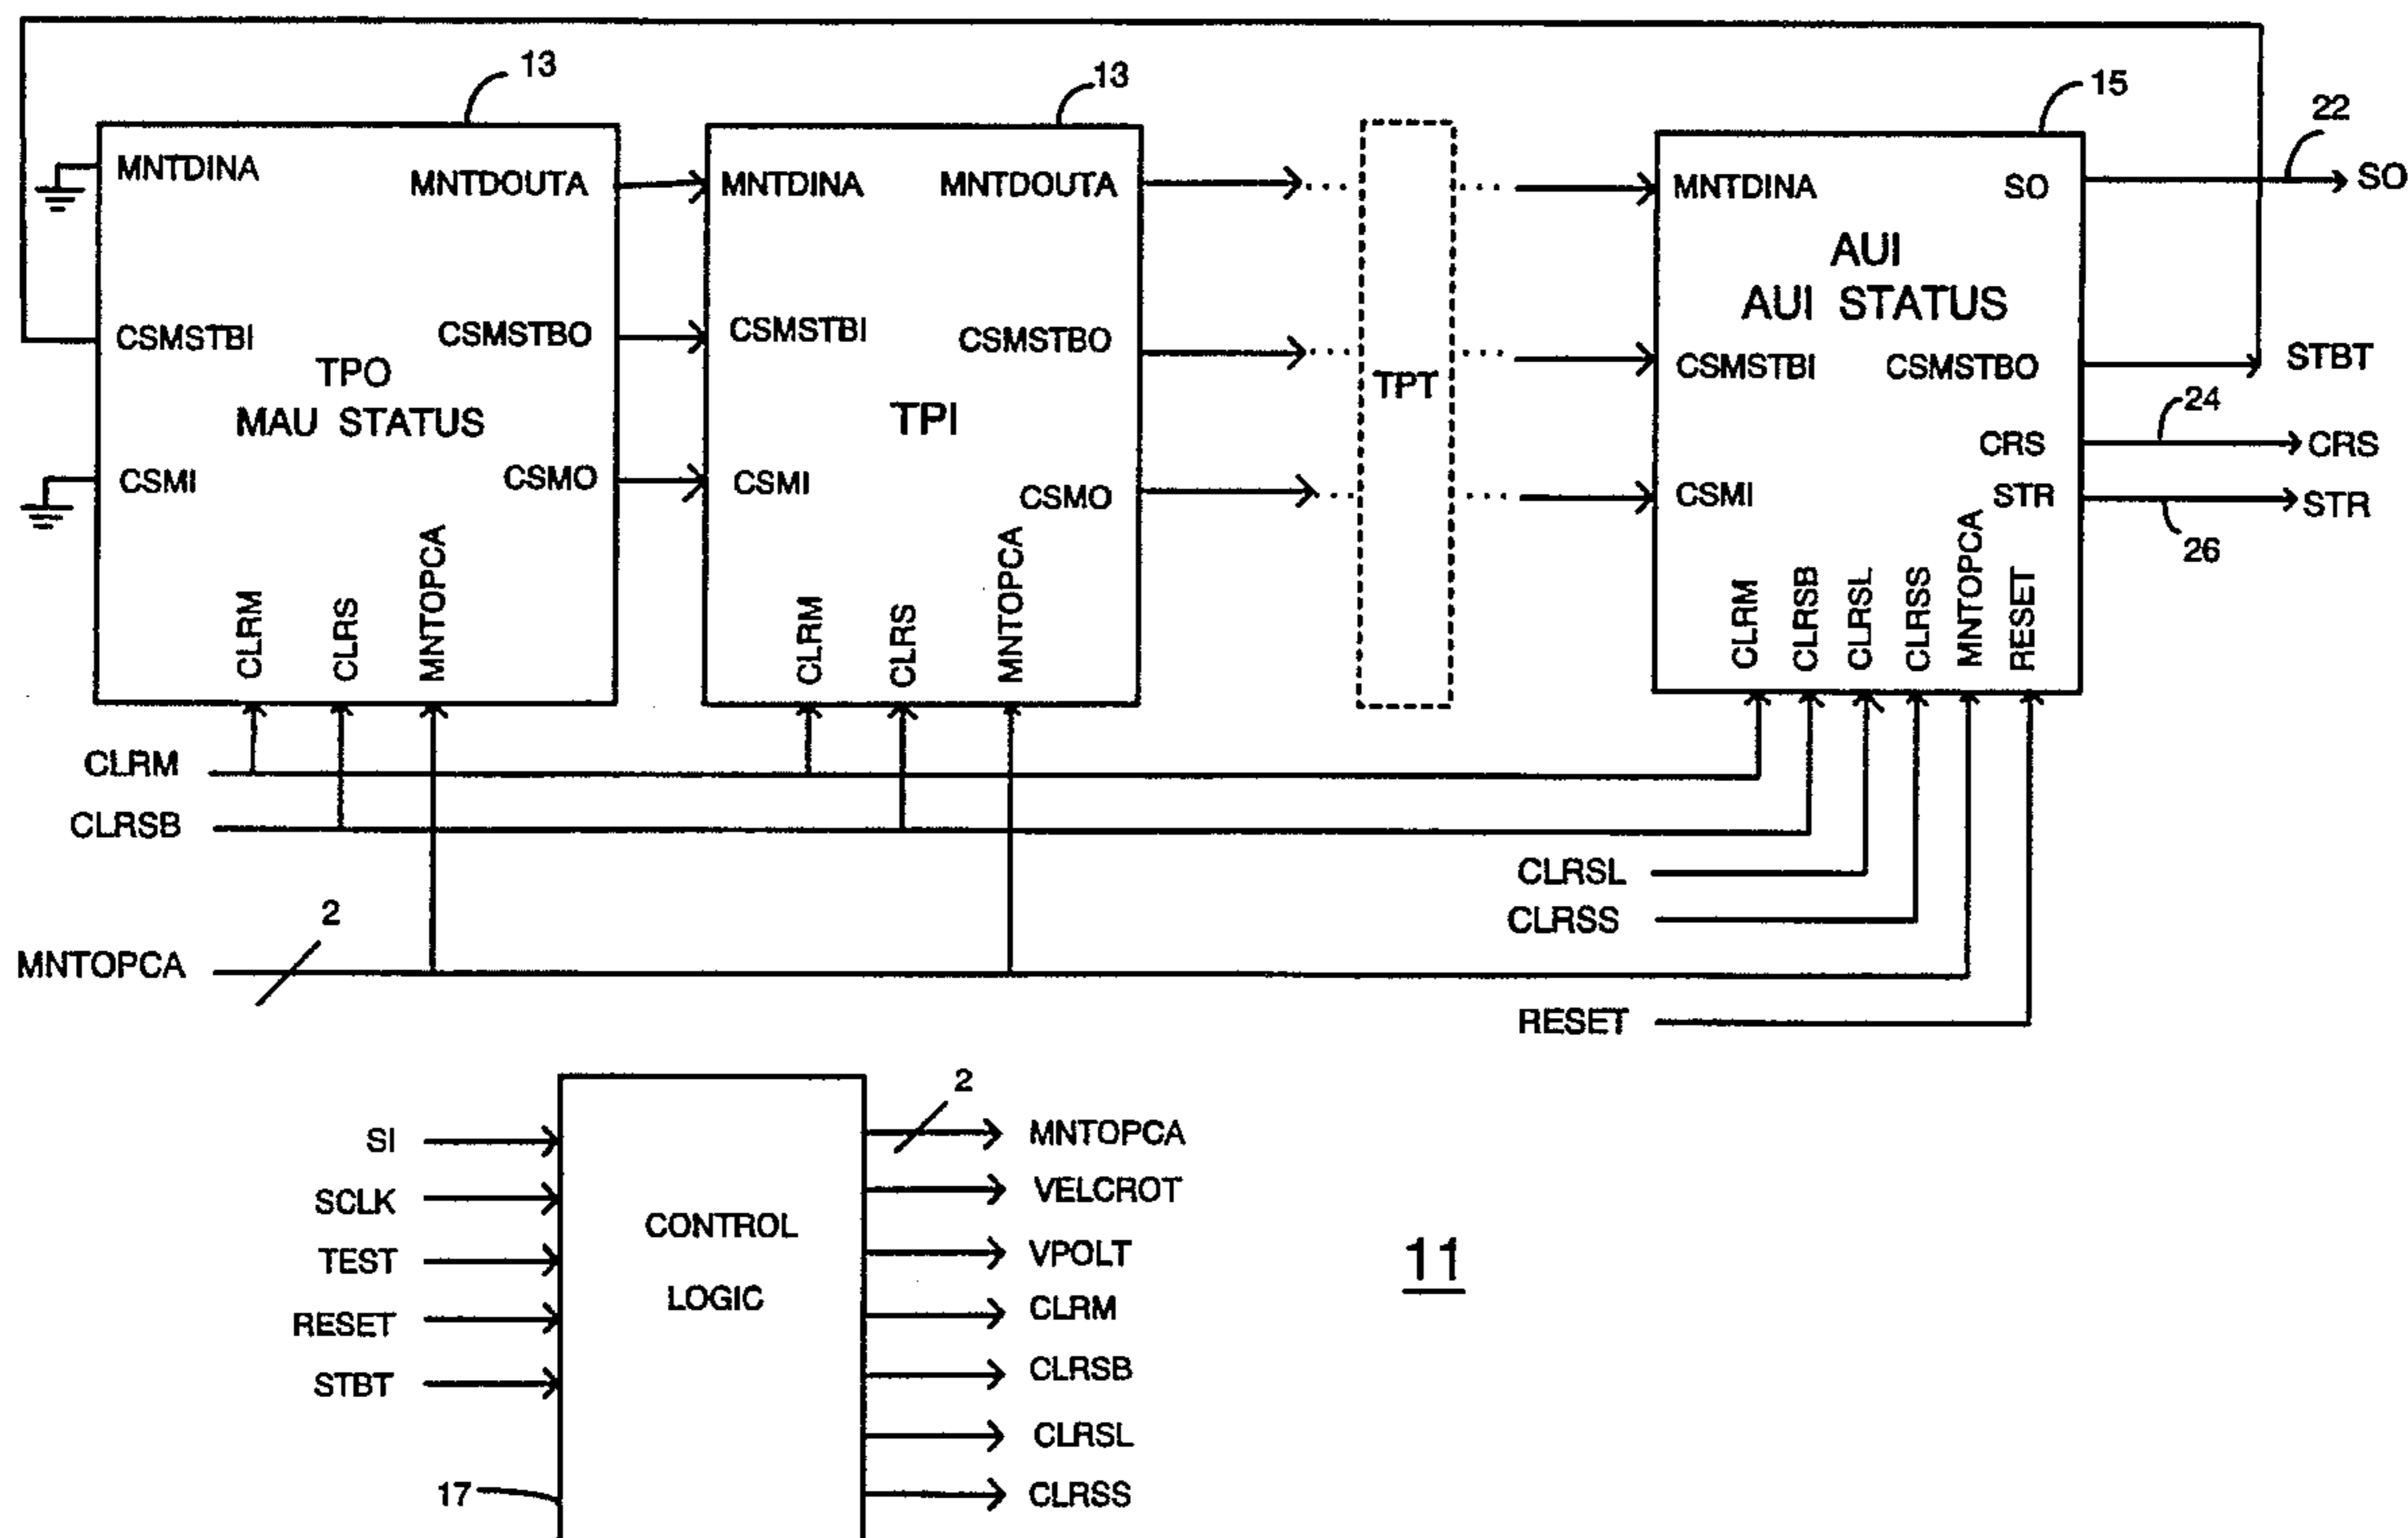 13
13
15
22
MNTDINA
MNTDOUTA
CSMSTBI
CSMSTBO
TPO
MAU STATUS
CSMI
CSMO
CLRM
CLRS
MNTOPCA
MNTDINA
MNTDOUTA
CSMSTBI
CSMSTBO
TPI
CSMI
CSMO
CLRM
CLRS
MNTOPCA
TPT
MNTDINA
SO
AUI
AUI STATUS
CSMSTBI
CSMSTBO
CRS
CSMI
STR
CLRM
CLRSB
CLRSL
CLRSS
MNTOPCA
RESET
SO
STBT
24
CRS
STR
26
CLRM
CLRSB
CLRSL
CLRSS
2
MNTOPCA
RESET
SI
SCLK
TEST
RESET
STBT
17
CONTROL
LOGIC
2
MNTOPCA
VELCROT
VPOLT
CLRM
CLRSB
CLRSL
CLRSS
11